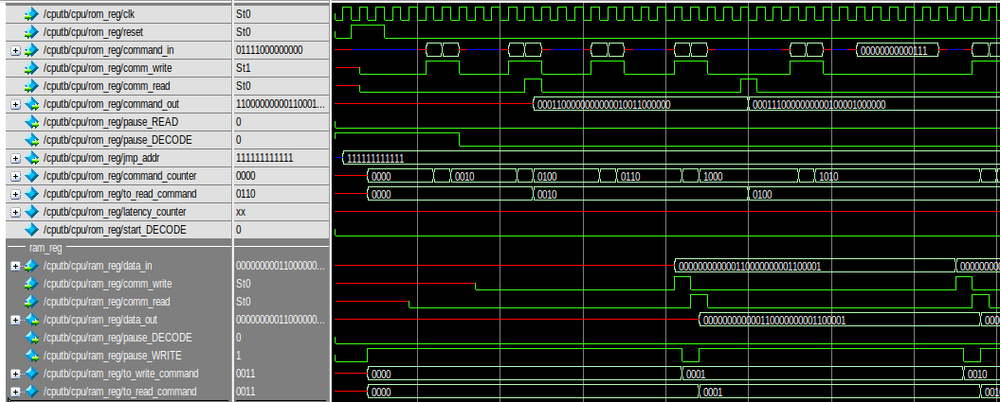 /cputb/cpu/rom_reg/clk St0
/cputb/cpu/rom_reg/reset St0
/cputb/cpu/rom_reg/command_in 01111000000000 00000000000111
/cputb/cpu/rom_reg/comm_write St1
/cputb/cpu/rom_reg/comm_read St0
/cputb/cpu/rom_reg/command_out 11000000000110001... 0001100000000000010011000000 0001110000000000100001000000
/cputb/cpu/rom_reg/pause_READ 0
/cputb/cpu/rom_reg/pause_DECODE 0
/cputb/cpu/rom_reg/jmp_addr 111111111111 111111111111
/cputb/cpu/rom_reg/command_counter 0000 0000 0010 0100 0110 1000 1010
/cputb/cpu/rom_reg/to_read_command 0110 0000 0010 0100
/cputb/cpu/rom_reg/latency_counter xx
/cputb/cpu/rom_reg/start_DECODE 0
ram_reg
/cputb/cpu/ram_reg/data_in 00000000011000000... 0000000000011000000000110001 000000000
/cputb/cpu/ram_reg/comm_write St0
/cputb/cpu/ram_reg/comm_read St0
/cputb/cpu/ram_reg/data_out 00000000011000000... 0000000000011000000000110001 0000
/cputb/cpu/ram_reg/pause_DECODE 0
/cputb/cpu/ram_reg/pause_WRITE 1
/cputb/cpu/ram_reg/to_write_command 0011 0000 0001 0010
/cputb/cpu/ram_reg/to_read_command 0011 0000 0001 0010